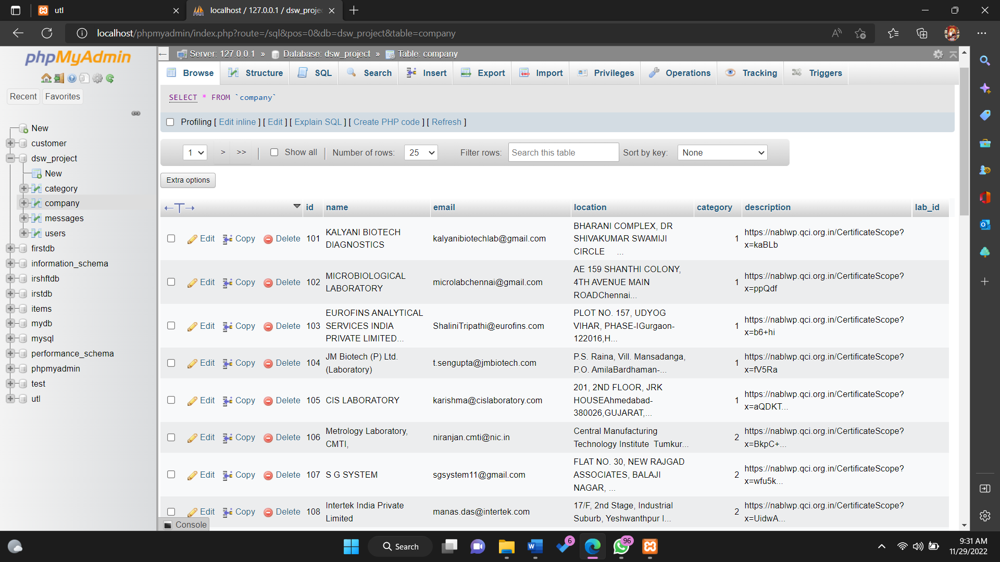 utl
localhost / 127.0.0.1 / dsw_proje
localhost/phpmyadmin/index.php?route=/sql&pos=0&db=dsw_project&table=company
phpMyAdmin
Recent Favorites
New
customer
dsw_project
New
category
company
messages
users
firstdb
information_schema
irshftdb
irstdb
items
mydb
mysql
performance_schema
phpmyadmin
test
utl
Server: 127.0.0.1 » Database: dsw_project » Table: company
Browse Structure SQL Search Insert Export Import Privileges Operations Tracking Triggers
SELECT * FROM `company`
Profiling [ Edit inline ] [ Edit ] [ Explain SQL ] [ Create PHP code ] [ Refresh ]
1 > >> | Show all | Number of rows: 25 Filter rows: Search this table Sort by key: None
Extra options
←T→ id name email location category description lab_id
Edit Copy Delete 101
KALYANI BIOTECH
DIAGNOSTICS
kalyanibiotechlab@gmail.com
BHARANI COMPLEX, DR
SHIVAKUMAR SWAMIJI
CIRCLE ...
1
https://nablwp.qci.org.in/CertificateScope?
x=kaBLb
Edit Copy Delete 102
MICROBIOLOGICAL
LABORATORY
microlabchennai@gmail.com
AE 159 SHANTHI COLONY,
4TH AVENUE MAIN
ROADChennai...
1
https://nablwp.qci.org.in/CertificateScope?
x=ppQdf
Edit Copy Delete 103
EUROFINS ANALYTICAL
SERVICES INDIA
PRIVATE LIMITED...
ShaliniTripathi@eurofins.com
PLOT NO. 157, UDYOG
VIHAR, PHASE-IGurgaon-
122016,H...
1
https://nablwp.qci.org.in/CertificateScope?
x=b6+hi
Edit Copy Delete 104
JM Biotech (P) Ltd.
(Laboratory)
t.sengupta@jmbiotech.com
P.S. Raina, Vill. Mansadanga,
P.O. AmilaBardhaman-...
1
https://nablwp.qci.org.in/CertificateScope?
x=fV5Ra
Edit Copy Delete 105
CIS LABORATORY
karishma@cislaboratory.com
201, 2ND FLOOR, JRK
HOUSEAhmedabad-
380026,GUJARAT,...
1
https://nablwp.qci.org.in/CertificateScope?
x=aQDKT...
Edit Copy Delete 106
Metrology Laboratory,
CMTI,
niranjan.cmti@nic.in
Central Manufacturing
Technology Institute Tumkur...
2
https://nablwp.qci.org.in/CertificateScope?
x=BkpC+...
Edit Copy Delete 107
S G SYSTEM
sgsystem11@gmail.com
FLAT NO. 30, NEW RAJGAD
ASSOCIATES, BALAJI
NAGAR, ...
2
https://nablwp.qci.org.in/CertificateScope?
x=wfu5k...
Edit Copy Delete 108
Intertek India Private
Limited
manas.das@intertek.com
17/F, 2nd Stage, Industrial
Suburb, Yeshwanthpur I...
2
https://nablwp.qci.org.in/CertificateScope?
x=UidwA...
Console
Search
6
96
9:31 AM
11/29/2022